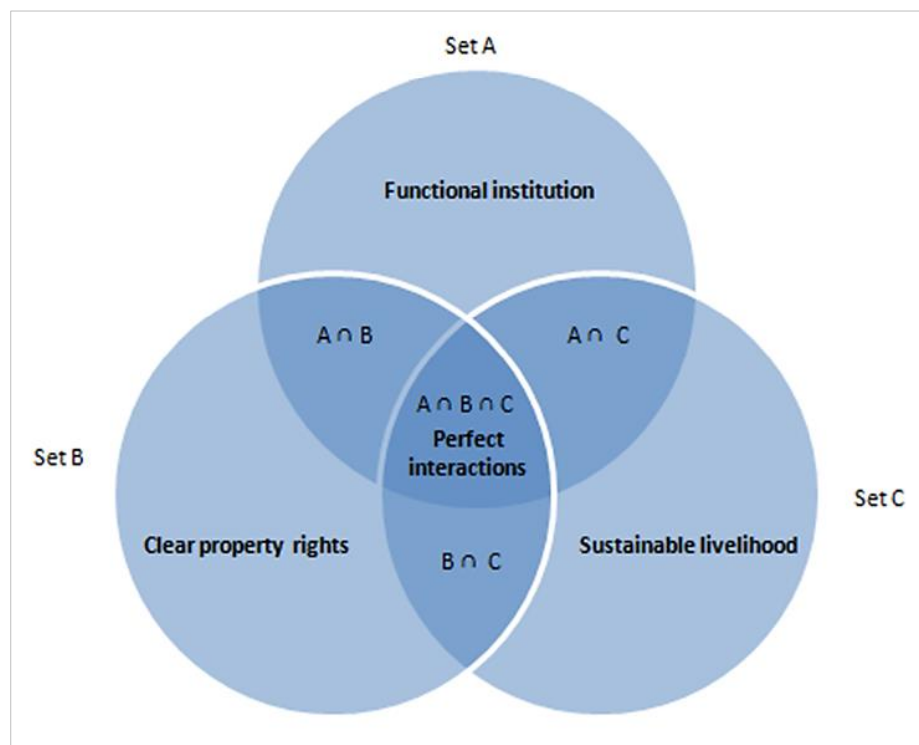 Set A
Functional institution
A ∩ B
A ∩ C
A ∩ B ∩ C
Perfect
interactions
Set B
Set C
Clear property rights
Sustainable livelihood
B ∩ C